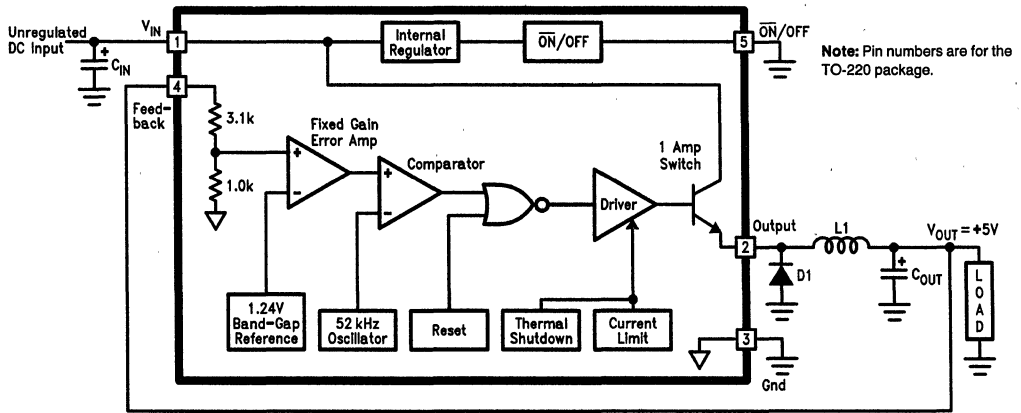 Unregulated
DC Input
V_IN
1
+
C_IN
4
Feed-
back
3.1k
1.0k
Internal
Regulator
O̅N̅/OFF
5
O̅N̅/OFF
Note: Pin numbers are for the
TO-220 package.
Fixed Gain
Error Amp
+
-
Comparator
+
-
Driver
1 Amp
Switch
Output
2
L1
V_OUT = +5V
D1
+
C_OUT
LOAD
1.24V
Band-Gap
Reference
52 kHz
Oscillator
Reset
Thermal
Shutdown
Current
Limit
3
Gnd